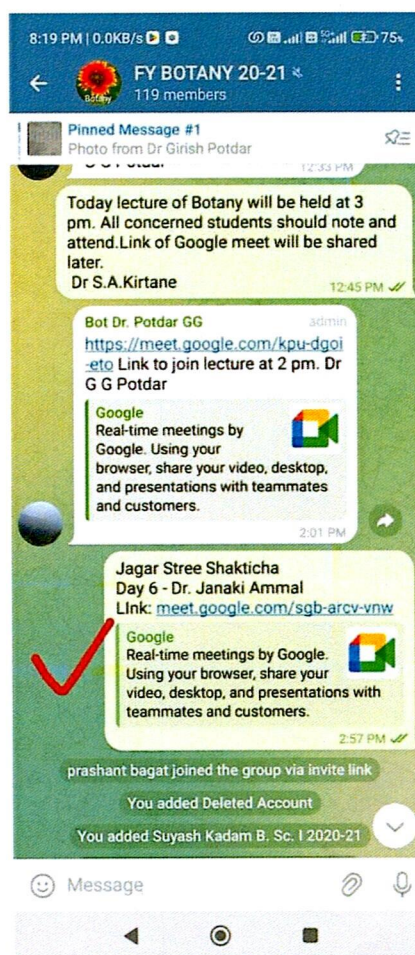 8:19 PM | 0.0KB/s
75%
FY BOTANY 20-21
119 members
Botany
Pinned Message #1
Photo from Dr Girish Potdar
12:33 PM
Today lecture of Botany will be held at 3
pm. All concerned students should note and
attend.Link of Google meet will be shared
later.
Dr S.A.Kirtane
12:45 PM
Bot Dr. Potdar GG
admin
https://meet.google.com/kpu-dgoi
-eto Link to join lecture at 2 pm. Dr
G G Potdar
Google
Real-time meetings by
Google. Using your
browser, share your video, desktop,
and presentations with teammates
and customers.
2:01 PM
Jagar Stree Shakticha
Day 6 - Dr. Janaki Ammal
LInk: meet.google.com/sgb-arcv-vnw
Google
Real-time meetings by Google.
Using your browser, share your
video, desktop, and presentations with
teammates and customers.
2:57 PM
prashant bagat joined the group via invite link
You added Deleted Account
You added Suyash Kadam B. Sc. I 2020-21
Message